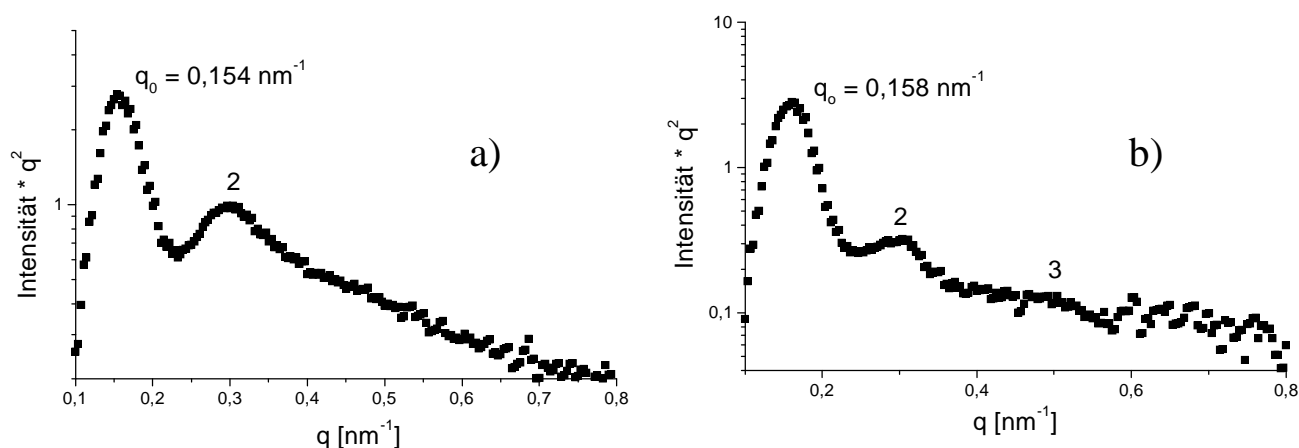 q₀ = 0,154 nm⁻¹
a)
2
Intensität * q²
1
0,1 0,2 0,3 0,4 0,5 0,6 0,7 0,8
q [nm⁻¹]
10
qₒ = 0,158 nm⁻¹
b)
1
Intensität * q²
2
3
0,1
0,2 0,4 0,6 0,8
q [nm⁻¹]